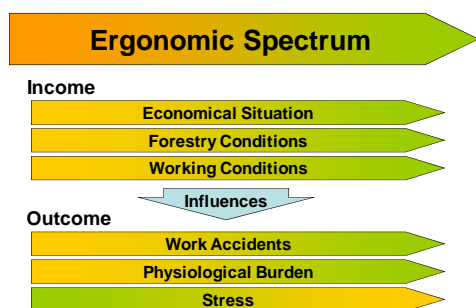 Ergonomic Spectrum
Income
Economical Situation
Forestry Conditions
Working Conditions
Influences
Outcome
Work Accidents
Physiological Burden
Stress